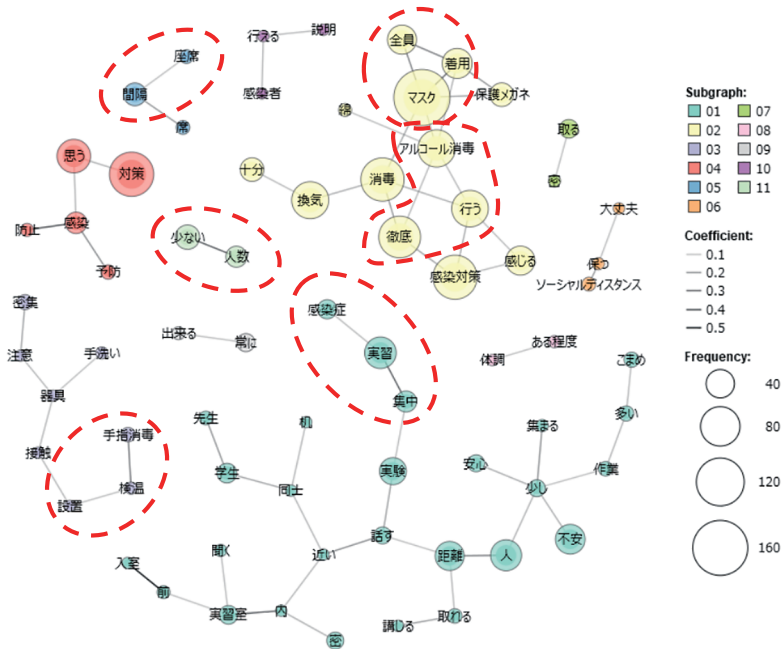 座席
行える
説明
全員
着用
間隔
感染者
マスク
保護メガネ
席
綿
アルコール消毒
思う
対策
十分
消毒
換気
行う
感染
防止
少ない
人数
徹底
予防
感染対策
感じる
取る
密
大丈夫
保つ
ソーシャルディスタンス
密集
感染症
出来る
常に
ある程度
体調
注意
手洗い
実習
こまめ
器具
集中
先生
机
多い
手指消毒
集まる
接触
実験
安心
作業
学生
同士
少し
検温
設置
話す
不安
聞く
近い
距離
人
入室
前
実習室
内
講じる
取れる
密
Subgraph:
01
02
03
04
05
06
07
08
09
10
11
Coefficient:
0.1
0.2
0.3
0.4
0.5
Frequency:
40
80
120
160